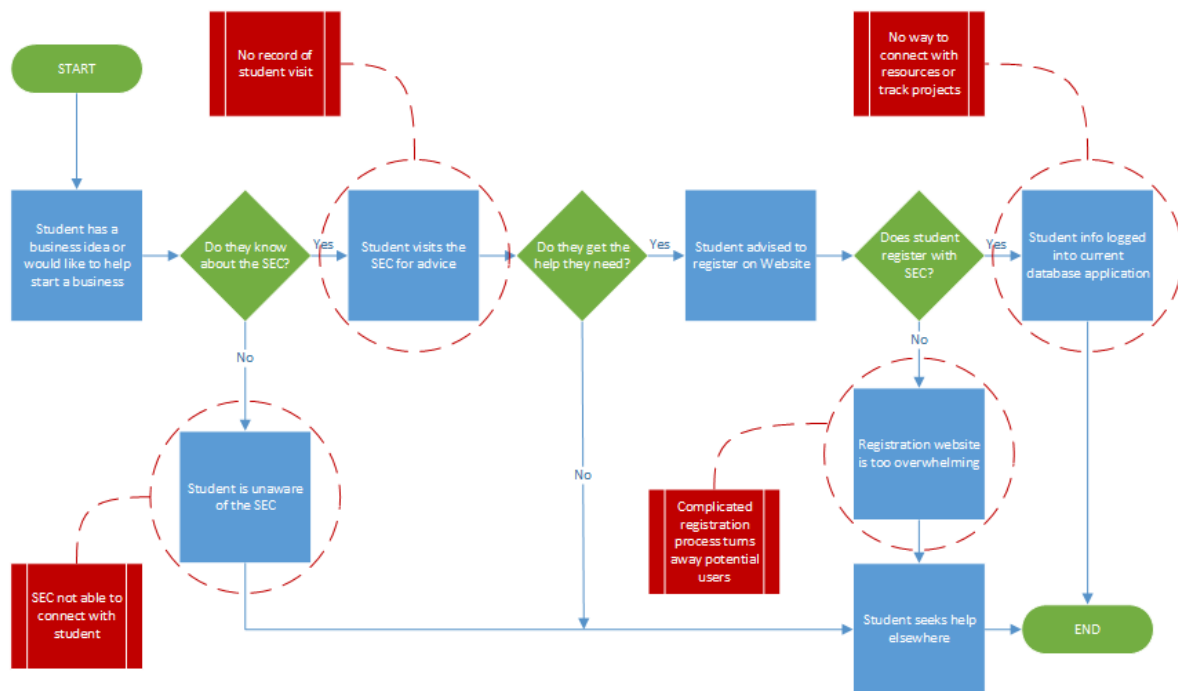 No record of
student visit
No way to
connect with
resources or
track projects
START
Student has a
business idea or
would like to help
start a business
Do they know
about the SEC?
Yes
Student visits the
SEC for advice
Do they get the
help they need?
Yes
Student advised to
register on Website
Does student
register with
SEC?
Yes
Student info logged
into current
database application
No
No
No
Student is unaware
of the SEC
Registration website
is too overwhelming
SEC not able to
connect with
student
Complicated
registration
process turns
away potential
users
Student seeks help
elsewhere
END